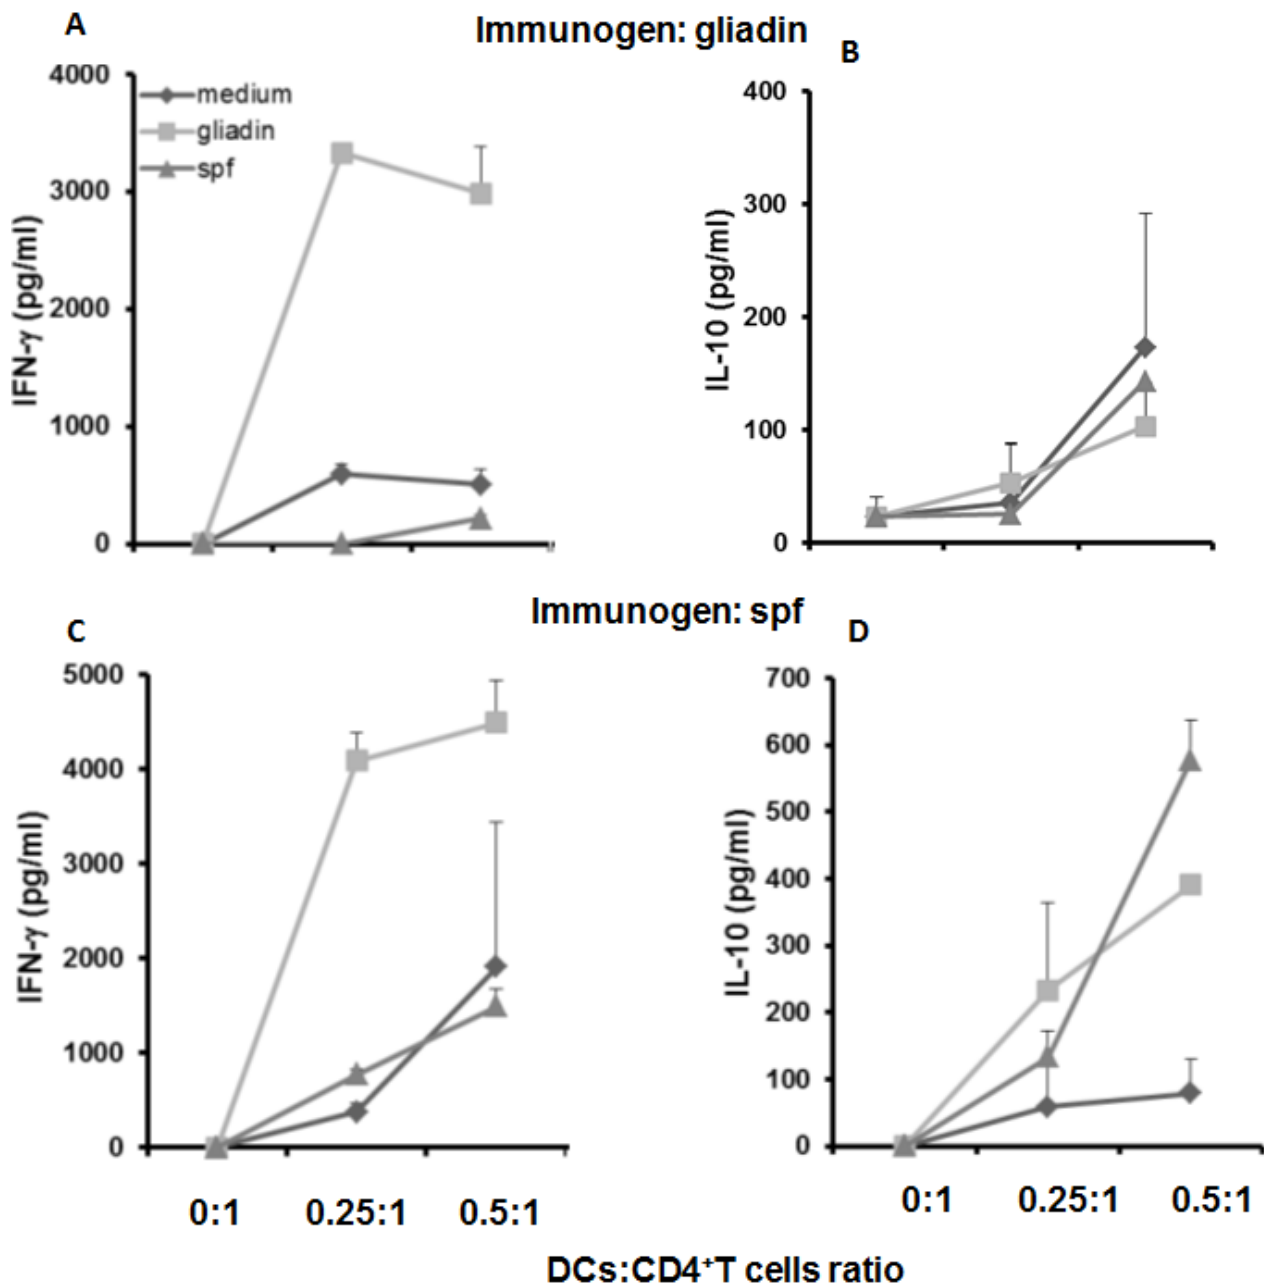 A
Immunogen: gliadin
B
4000
3000
2000
1000
0
IFN-γ (pg/ml)
medium
gliadin
spf
400
300
200
100
0
IL-10 (pg/ml)
Immunogen: spf
C
D
5000
4000
3000
2000
1000
0
IFN-γ (pg/ml)
0:1 0.25:1 0.5:1
700
600
500
400
300
200
100
0
IL-10 (pg/ml)
0:1 0.25:1 0.5:1
DCs:CD4⁺T cells ratio